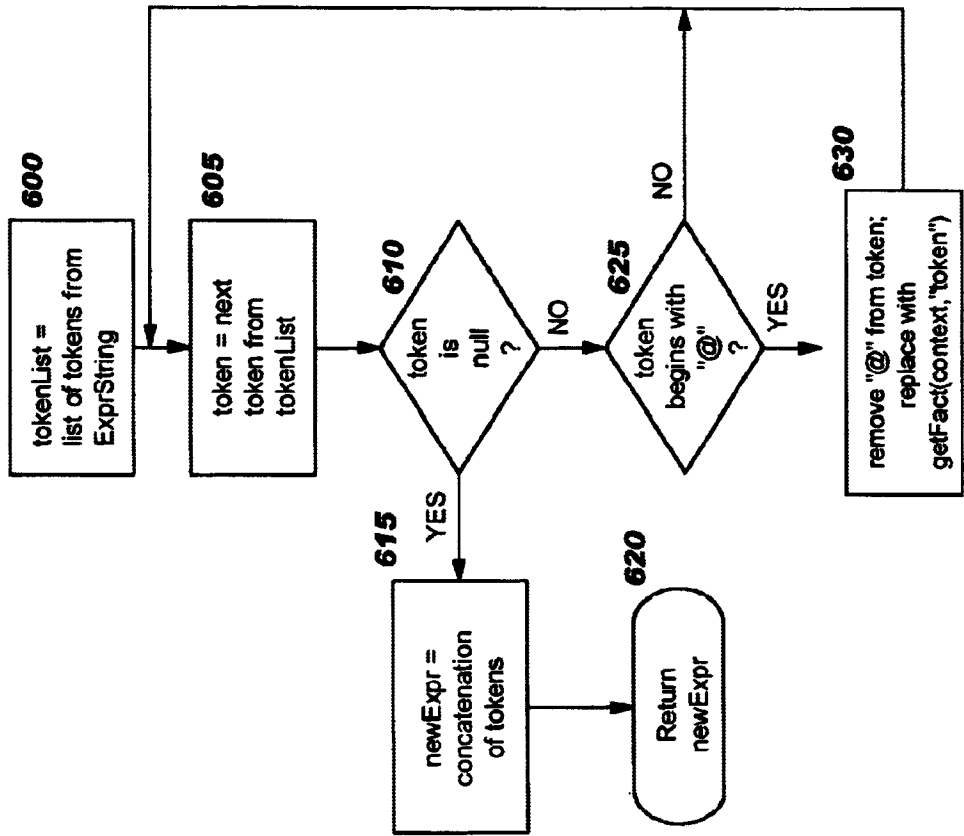 600
tokenList =
list of tokens from
ExprString
605
token = next
token from
tokenList
610
token
is
null
?
YES
NO
615
newExpr =
concatenation
of tokens
620
Return
newExpr
625
token
begins with
"@"
?
NO
YES
630
remove "@" from token;
replace with
getFact(context,"token")